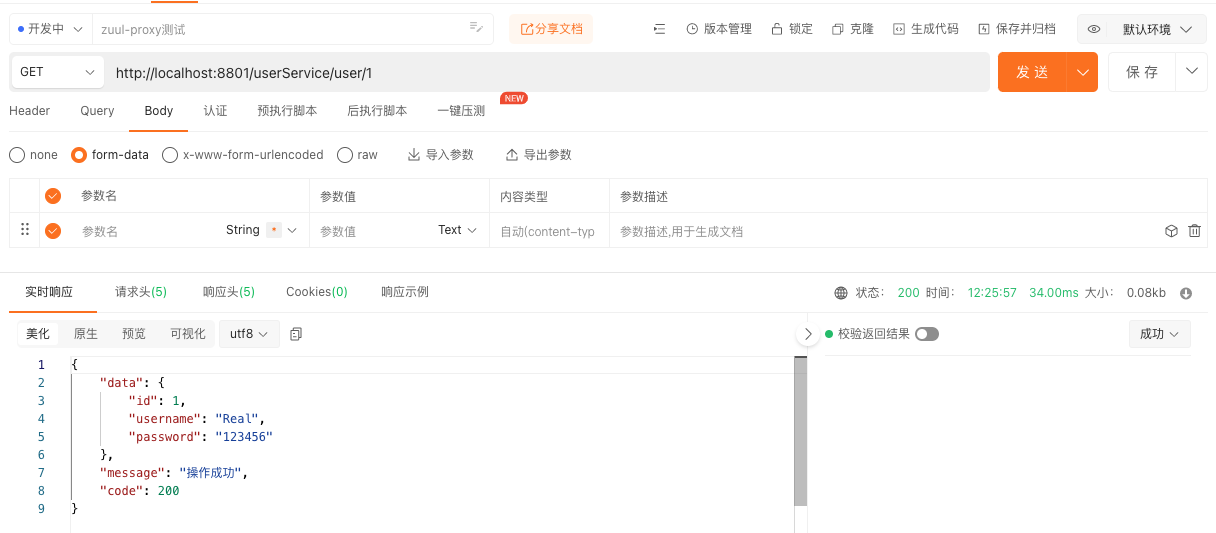 开发中 zuul-proxy测试 分享文档 版本管理 锁定 克隆 生成代码 保存并归档 默认环境
GET http://localhost:8801/userService/user/1 发 送 保 存
Header Query Body 认证 预执行脚本 后执行脚本 一键压测 NEW
none form-data x-www-form-urlencoded raw 导入参数 导出参数
参数名 参数值 内容类型 参数描述
参数名 String * 参数值 Text 自动(content-typ 参数描述,用于生成文档
实时响应 请求头(5) 响应头(5) Cookies(0) 响应示例 状态: 200 时间: 12:25:57 34.00ms 大小: 0.08kb
美化 原生 预览 可视化 utf8 校验返回结果 成功
1 {
2 "data": {
3 "id": 1,
4 "username": "Real",
5 "password": "123456"
6 },
7 "message": "操作成功",
8 "code": 200
9 }